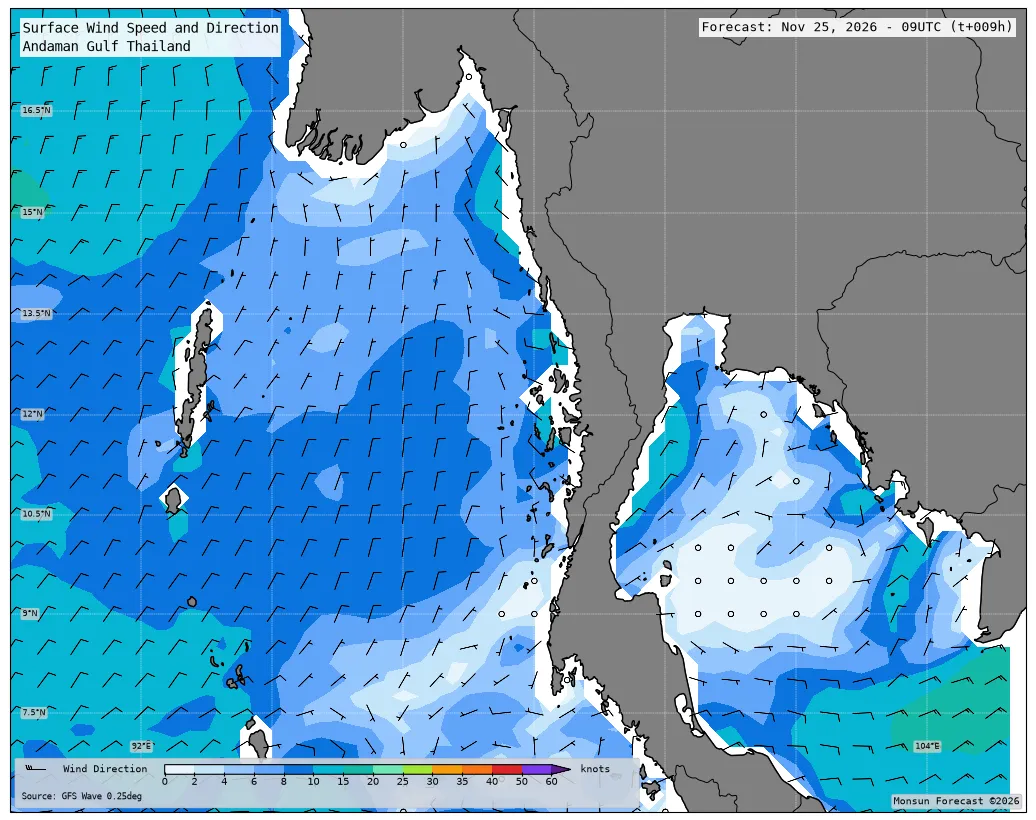 Surface Wind Speed and Direction
Andaman Gulf Thailand
Forecast: Nov 25, 2026 - 09UTC (t+009h)
16.5°N
15°N
13.5°N
12°N
10.5°N
9°N
7.5°N
92°E
104°E
Wind Direction
0 2 4 6 8 10 15 20 25 30 35 40 50 60 knots
Source: GFS Wave 0.25deg
Monsun Forecast ©2026